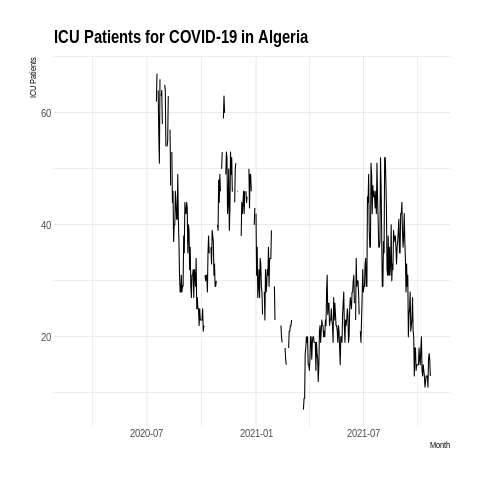 ICU Patients for COVID-19 in Algeria
ICU Patients
60
40
20
2020-07
2021-01
2021-07
Month